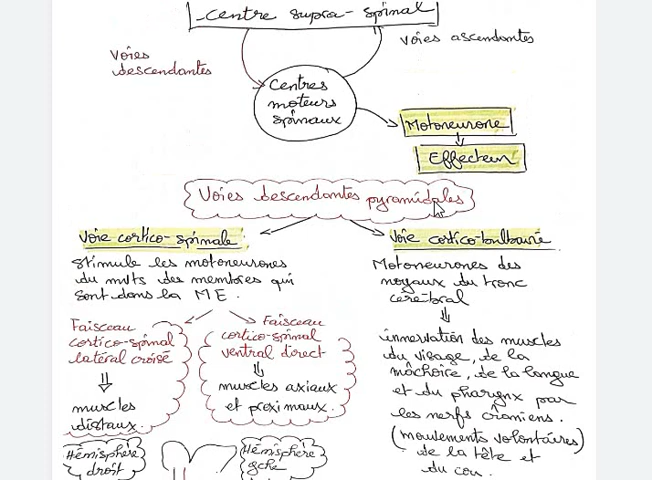 Centre supra-spinal
voies ascendantes
Voies
descendantes
Centres
moteurs
spinaux
Motoneurone
Effecteur
Voies descendantes pyramidales
Voie cortico-spinale
stimule les motoneurones
du mvts des membres qui
sont dans la ME.
Faisceau
cortico-spinal
latéral croisé
muscles
distaux.
Faisceau
cortico-spinal
ventral direct
muscles axiaux
et proximaux.
Hémisphère
droit
Hémisphère
gche
Voie cortico-bulbaire
Motoneurones des
noyaux du tronc
cérébral
innervation des muscles
du visage, de la
mâchoire, de la langue
et du pharynx par
les nerfs crâniens.
(mouvements volontaires)
de la tête et
du cou.